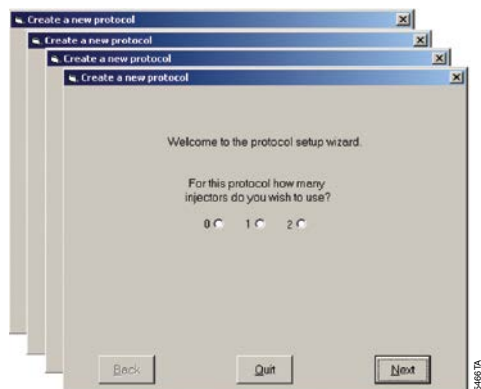 Create a new protocol
Create a new protocol
Create a new protocol
Create a new protocol
Welcome to the protocol setup wizard.
For this protocol how many
injectors do you wish to use?
0 1 2
Back Quit Next